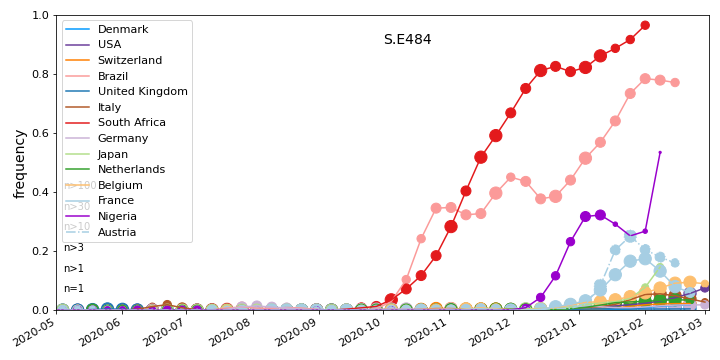 S.E484
frequency
1.0
0.8
0.6
0.4
0.2
0.0
Denmark
USA
Switzerland
Brazil
United Kingdom
Italy
South Africa
Germany
Japan
Netherlands
Belgium
France
Nigeria
Austria
n>100
n>30
n>10
n>3
n>1
n=1
2020-05
2020-06
2020-07
2020-08
2020-09
2020-10
2020-11
2020-12
2021-01
2021-02
2021-03